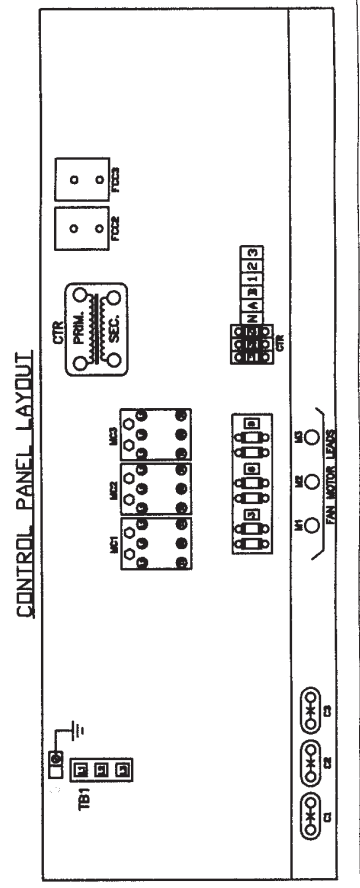 CONTROL PANEL LAYOUT
TB1
L1
L2
L3
MC1
MC2
MC3
CTR
PRIM.
SEC.
FCC2
FCC3
CTR
N A B 1 2 3
C1
C2
C3
M1
M2
M3
FAN MOTOR LEADS